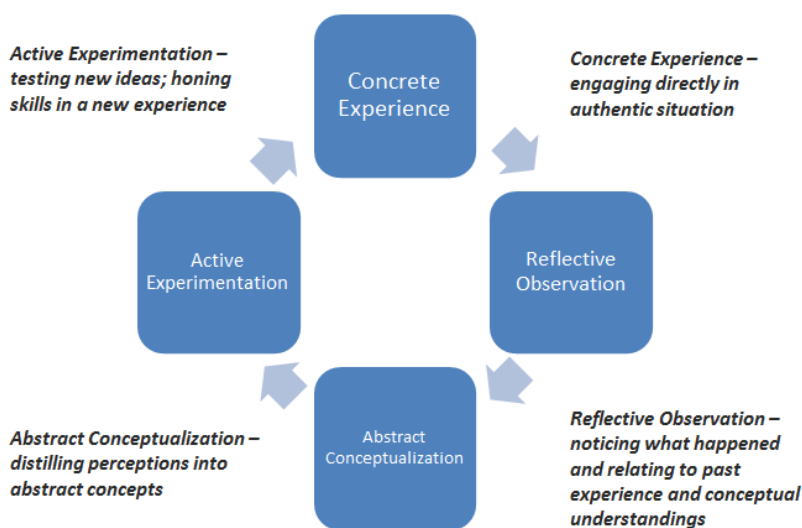 Active Experimentation –
testing new ideas; honing
skills in a new experience
Concrete
Experience
Concrete Experience –
engaging directly in
authentic situation
Active
Experimentation
Reflective
Observation
Abstract Conceptualization –
distilling perceptions into
abstract concepts
Abstract
Conceptualization
Reflective Observation –
noticing what happened
and relating to past
experience and conceptual
understandings